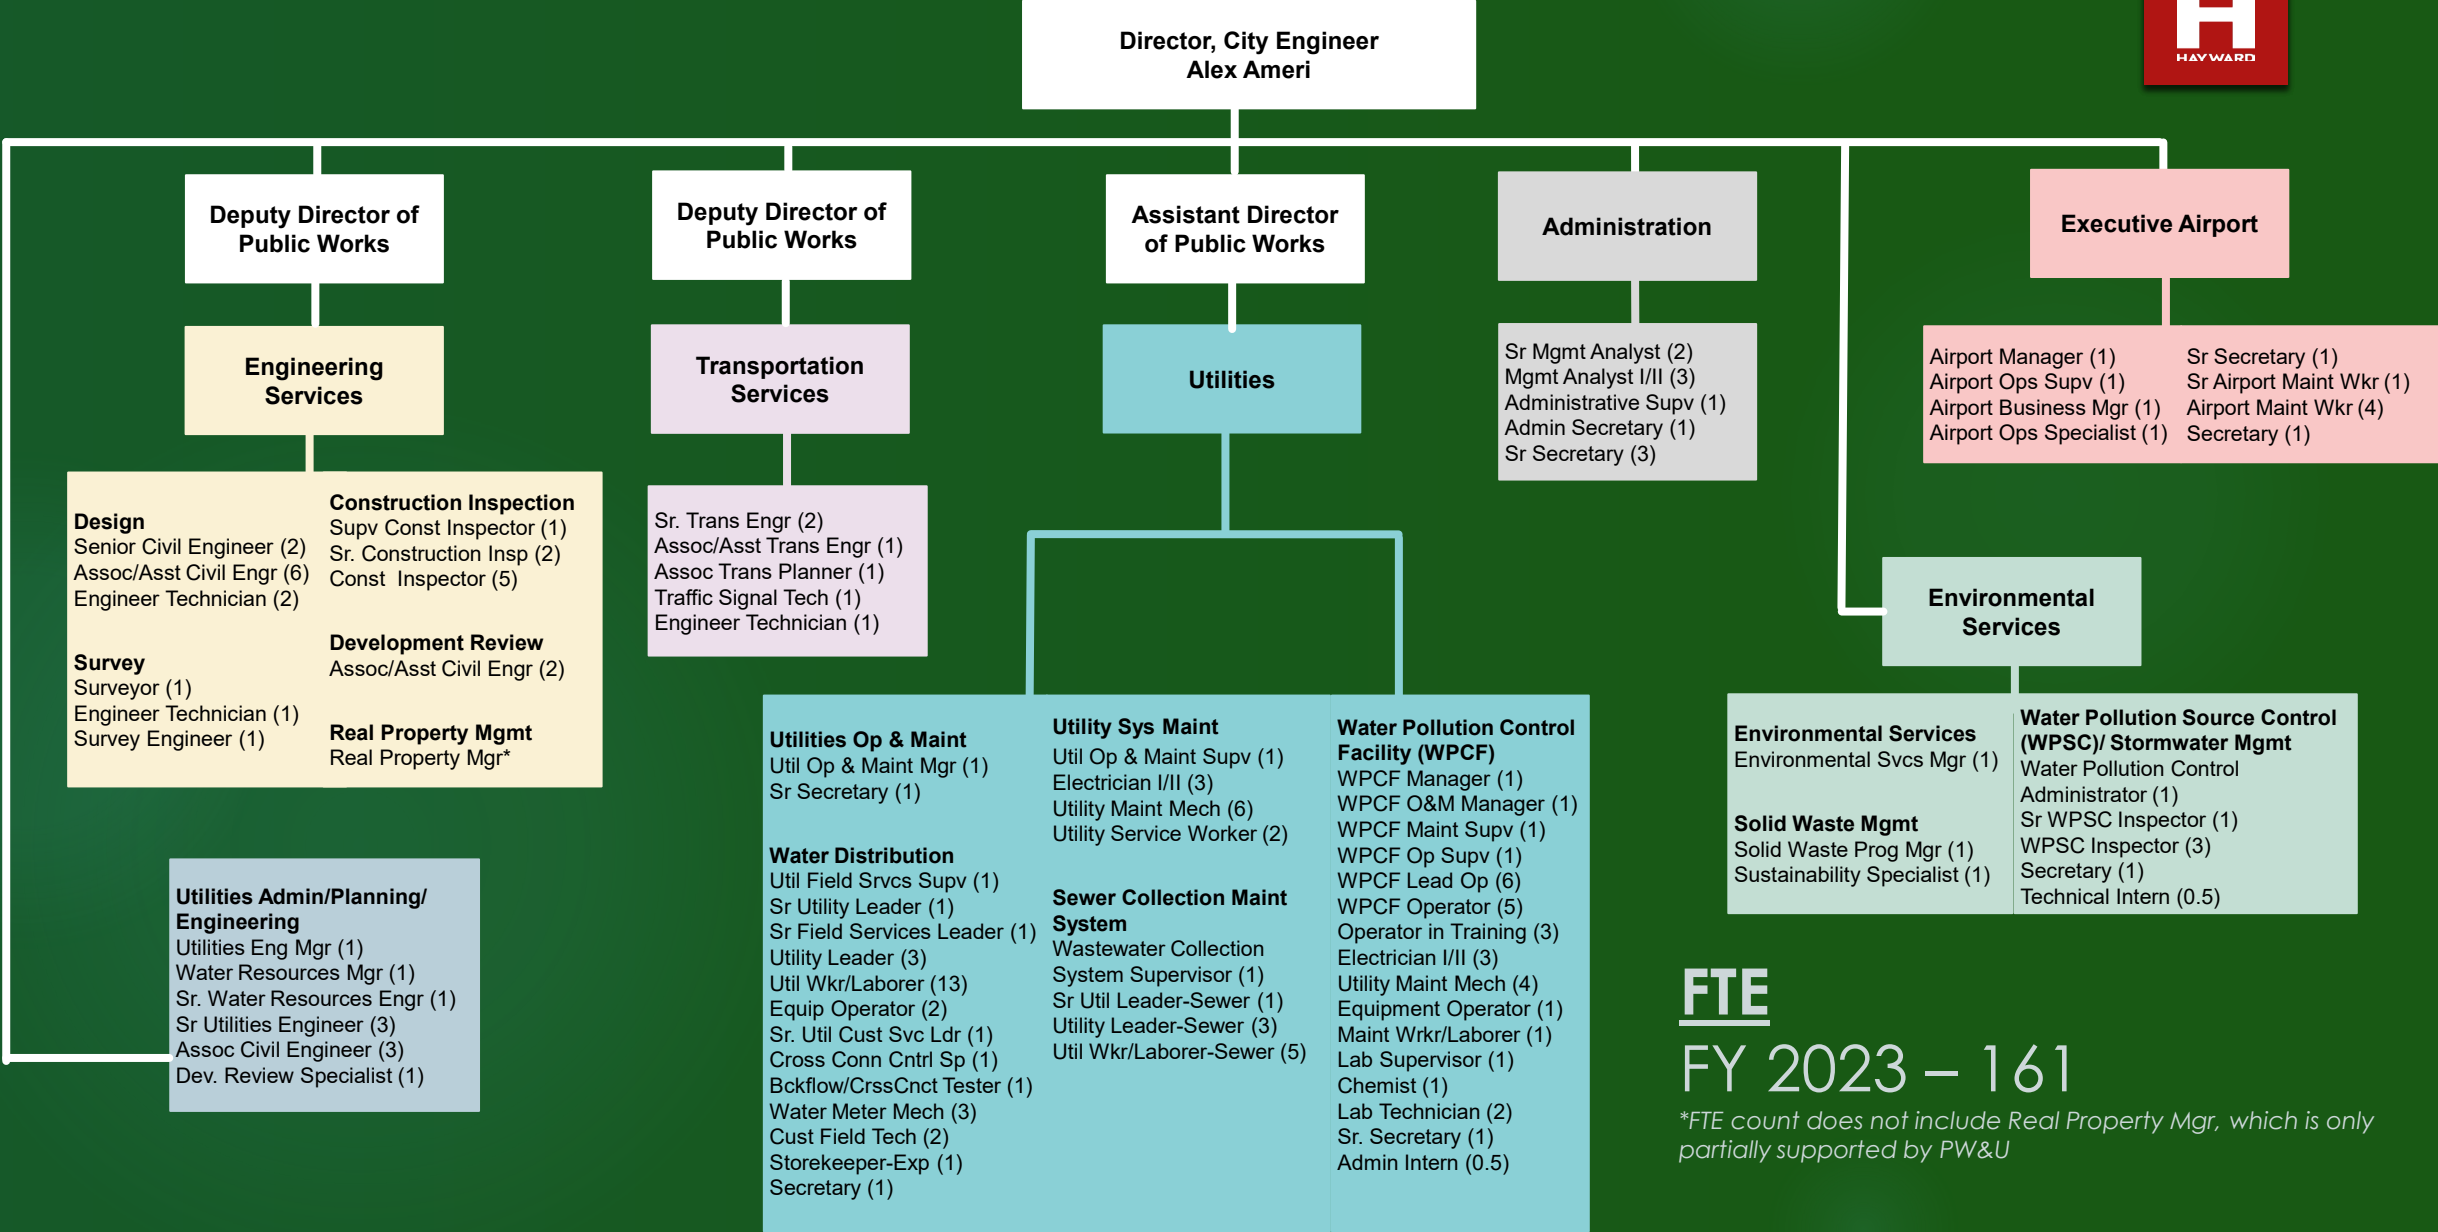 Director, City Engineer
Alex Ameri
H
HAYWARD
Deputy Director of
Public Works
Deputy Director of
Public Works
Assistant Director
of Public Works
Administration
Executive Airport
Engineering
Services
Transportation
Services
Utilities
Sr Mgmt Analyst (2)
Mgmt Analyst I/II (3)
Administrative Supv (1)
Admin Secretary (1)
Sr Secretary (3)
Airport Manager (1)
Airport Ops Supv (1)
Airport Business Mgr (1)
Airport Ops Specialist (1)
Sr Secretary (1)
Sr Airport Maint Wkr (1)
Airport Maint Wkr (4)
Secretary (1)
Design
Senior Civil Engineer (2)
Assoc/Asst Civil Engr (6)
Engineer Technician (2)
Survey
Surveyor (1)
Engineer Technician (1)
Survey Engineer (1)
Construction Inspection
Supv Const Inspector (1)
Sr. Construction Insp (2)
Const  Inspector (5)
Development Review
Assoc/Asst Civil Engr (2)
Real Property Mgmt
Real Property Mgr*
Sr. Trans Engr (2)
Assoc/Asst Trans Engr (1)
Assoc Trans Planner (1)
Traffic Signal Tech (1)
Engineer Technician (1)
Environmental
Services
Utilities Admin/Planning/
Engineering
Utilities Eng Mgr (1)
Water Resources Mgr (1)
Sr. Water Resources Engr (1)
Sr Utilities Engineer (3)
Assoc Civil Engineer (3)
Dev. Review Specialist (1)
Utilities Op & Maint
Util Op & Maint Mgr (1)
Sr Secretary (1)
Water Distribution
Util Field Srvcs Supv (1)
Sr Utility Leader (1)
Sr Field Services Leader (1)
Utility Leader (3)
Util Wkr/Laborer (13)
Equip Operator (2)
Sr. Util Cust Svc Ldr (1)
Cross Conn Cntrl Sp (1)
Bckflow/CrssCnct Tester (1)
Water Meter Mech (3)
Cust Field Tech (2)
Storekeeper-Exp (1)
Secretary (1)
Utility Sys Maint
Util Op & Maint Supv (1)
Electrician I/II (3)
Utility Maint Mech (6)
Utility Service Worker (2)
Sewer Collection Maint
System
Wastewater Collection
System Supervisor (1)
Sr Util Leader-Sewer (1)
Utility Leader-Sewer (3)
Util Wkr/Laborer-Sewer (5)
Water Pollution Control
Facility (WPCF)
WPCF Manager (1)
WPCF O&M Manager (1)
WPCF Maint Supv (1)
WPCF Op Supv (1)
WPCF Lead Op (6)
WPCF Operator (5)
Operator in Training (3)
Electrician I/II (3)
Utility Maint Mech (4)
Equipment Operator (1)
Maint Wrkr/Laborer (1)
Lab Supervisor (1)
Chemist (1)
Lab Technician (2)
Sr. Secretary (1)
Admin Intern (0.5)
Environmental Services
Environmental Svcs Mgr (1)
Solid Waste Mgmt
Solid Waste Prog Mgr (1)
Sustainability Specialist (1)
Water Pollution Source Control
(WPSC)/ Stormwater Mgmt
Water Pollution Control
Administrator (1)
Sr WPSC Inspector (1)
WPSC Inspector (3)
Secretary (1)
Technical Intern (0.5)
FTE
FY 2023 – 161
*FTE count does not include Real Property Mgr, which is only
partially supported by PW&U